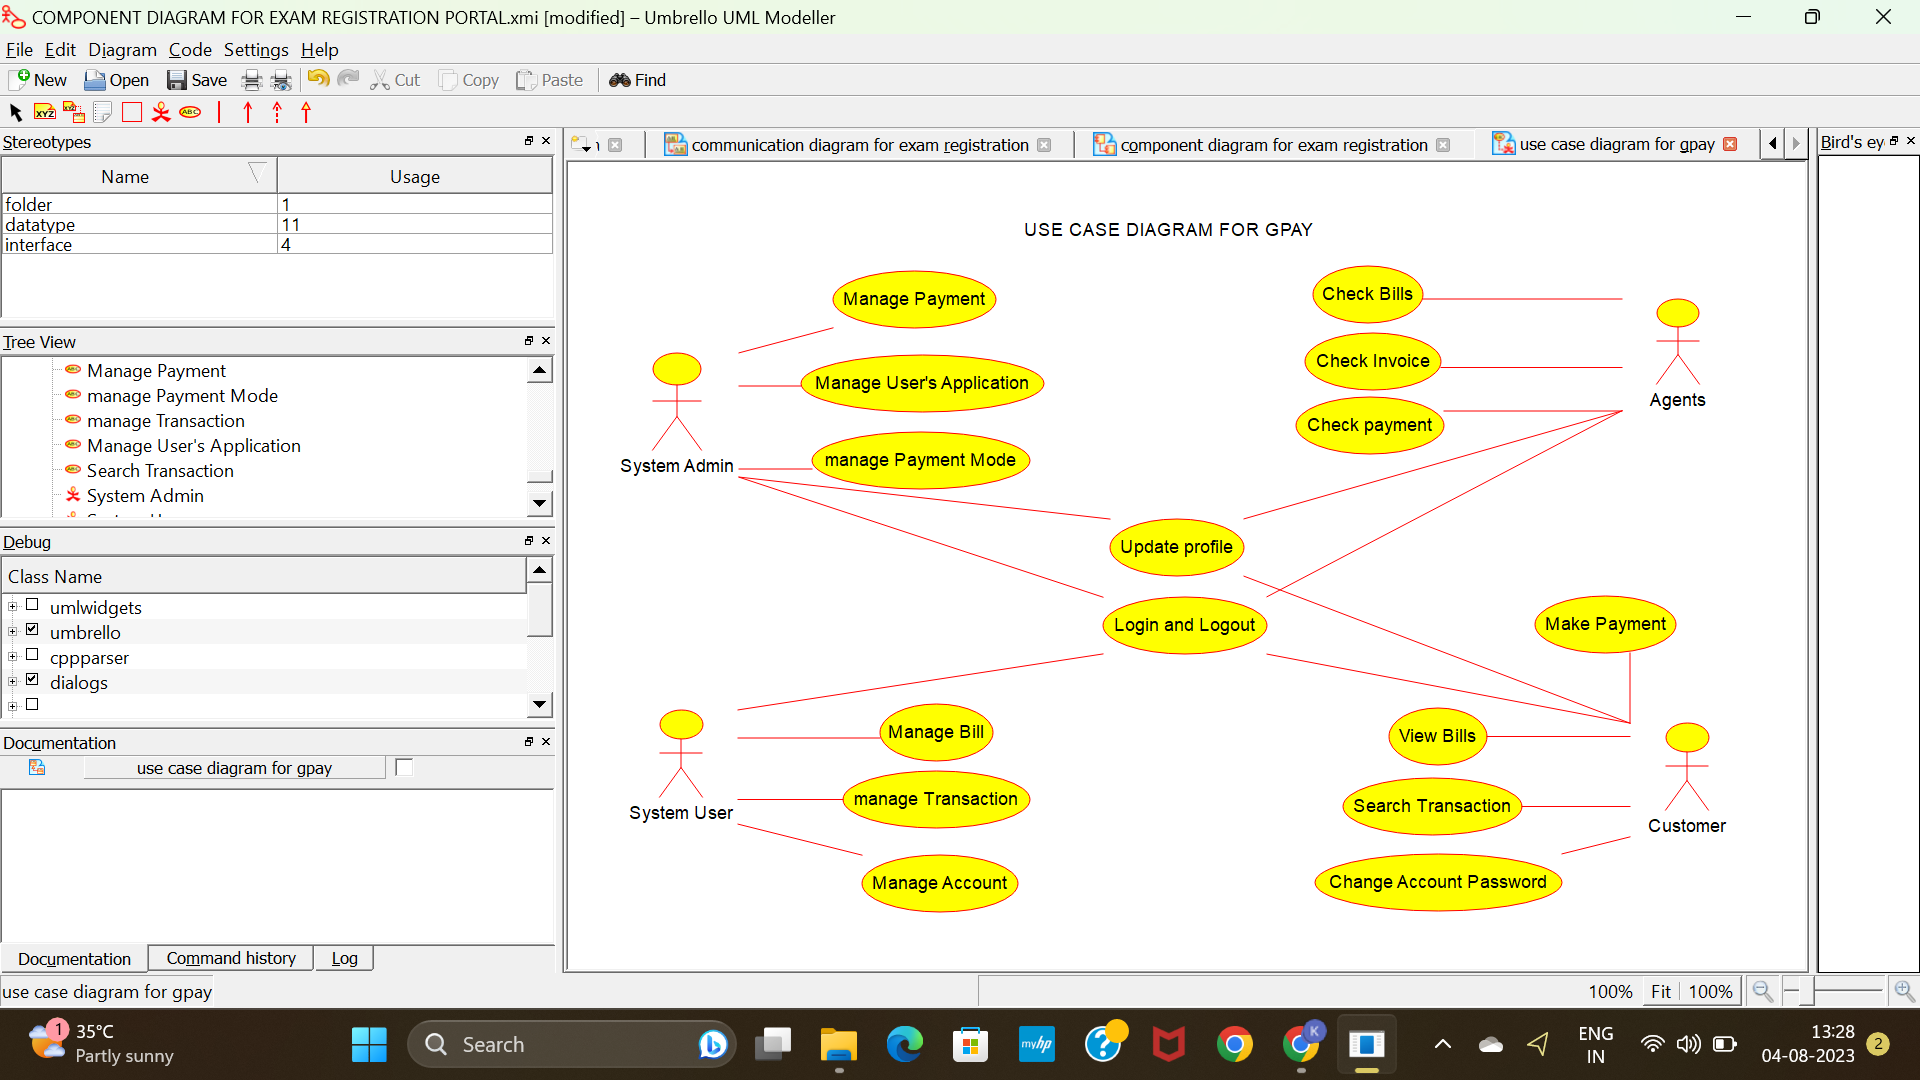 COMPONENT DIAGRAM FOR EXAM REGISTRATION PORTAL.xmi [modified] – Umbrello UML Modeller
File Edit Diagram Code Settings Help
New Open Save Cut Copy Paste Find
XYZ XYZ ABC
Stereotypes
Name Usage
folder 1
datatype 11
interface 4
Tree View
Manage Payment
manage Payment Mode
manage Transaction
Manage User's Application
Search Transaction
System Admin
Debug
Class Name
umlwidgets
umbrello
cppparser
dialogs
Documentation
use case diagram for gpay
Documentation Command history Log
use case diagram for gpay
communication diagram for exam registration
component diagram for exam registration
use case diagram for gpay
Bird's ey
USE CASE DIAGRAM FOR GPAY
Manage Payment
Manage User's Application
manage Payment Mode
System Admin
Check Bills
Check Invoice
Check payment
Agents
Update profile
Login and Logout
Make Payment
Manage Bill
manage Transaction
Manage Account
System User
View Bills
Search Transaction
Change Account Password
Customer
100% Fit 100%
1
35°C
Partly sunny
Search
myhp
K
ENG
IN
13:28
04-08-2023
2